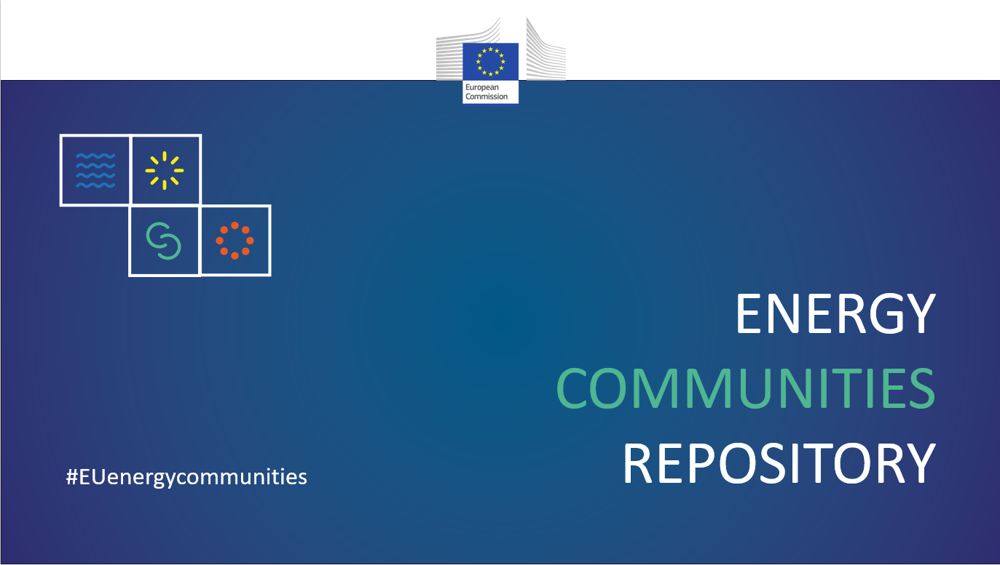 European
Commission
ENERGY
COMMUNITIES
REPOSITORY
#EUenergycommunities